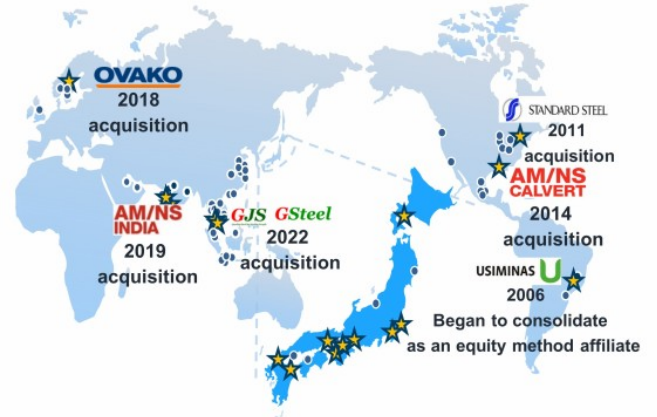 OVAKO
2018
acquisition
AM/NS
INDIA
2019
acquisition
GJS GSteel
2022
acquisition
STANDARD STEEL
2011
acquisition
AM/NS
CALVERT
2014
acquisition
USIMINAS U
2006
Began to consolidate
as an equity method affiliate